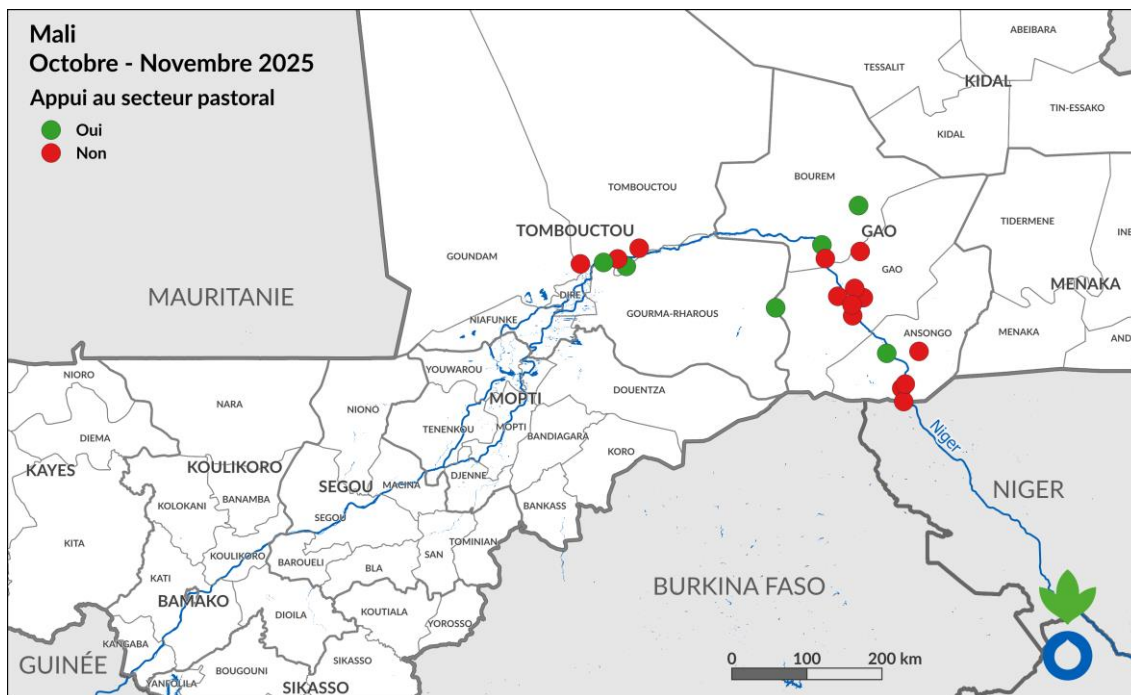 Mali
Octobre - Novembre 2025
Appui au secteur pastoral
Oui
Non
ABEIBARA
TESSALIT
KIDAL
TIN-ESSAKO
KIDAL
BOUREM
TOMBOUCTOU
TIDERMENE
TOMBOUCTOU
GAO
GOUNDAM
GAO
MENAKA
MAURITANIE
DIRE
GOURMA-RHAROUS
NIAFUNKE
ANSONGO
MENAKA
YOUWAROU
NIORO
DOUENTZA
NARA
NIONO
MOPTI
TENENKOU
MOPTI
DIEMA
BANDIAGARA
Niger
KORO
KAYES
KOULIKORO
DJENNE
SEGOU
MACINA
BANAMBA
NIGER
KOLOKANI
BANKASS
SEGOU
KITA
TOMINIAN
KOULIKORO
BAROUELI
SAN
BLA
KATI
BURKINA FASO
BAMAKO
DIOILA
KOUTIALA
YOROSSO
KANGABA
GUINÉE
SIKASSO
BOUGOUNI
YANFOLILA
SIKASSO
0 100 200 km